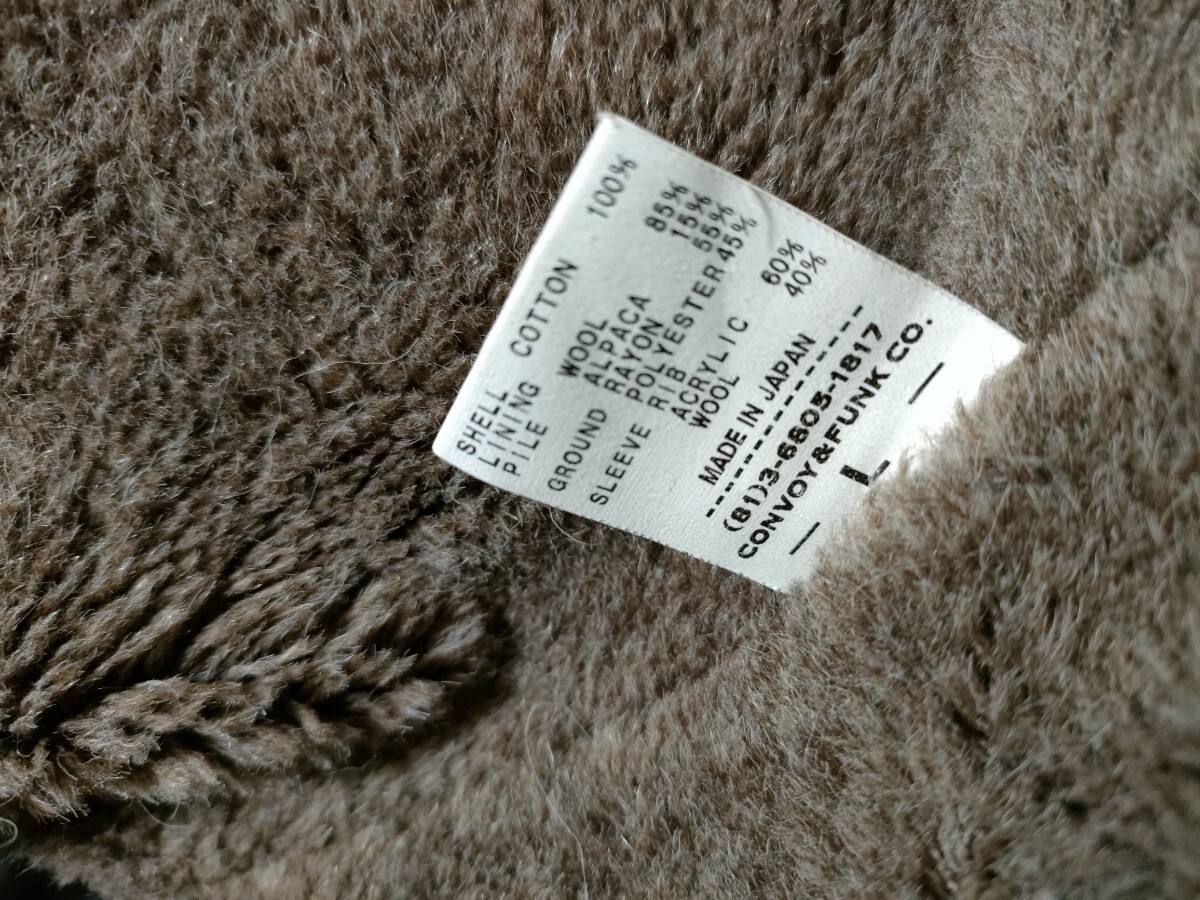 SHELL
COTTON 100%
LINING
PILE
WOOL 85%
ALPACA 15%
GROUND RAYON 55%
POLYESTER 45%
SLEEVE RIB
ACRYLIC 60%
WOOL 40%
MADE IN JAPAN
----------------
(81)3-6805-1817
CONVOY&FUNK CO.
— L —